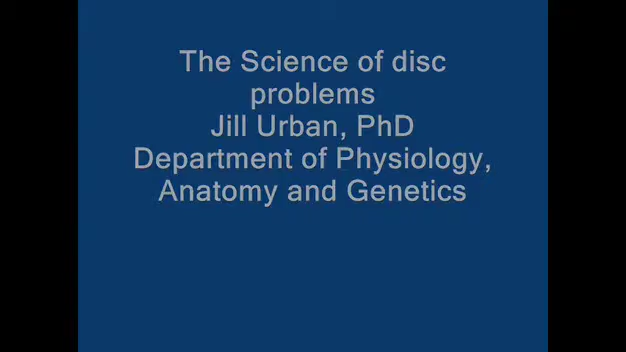 The Science of disc
problems
Jill Urban, PhD
Department of Physiology,
Anatomy and Genetics